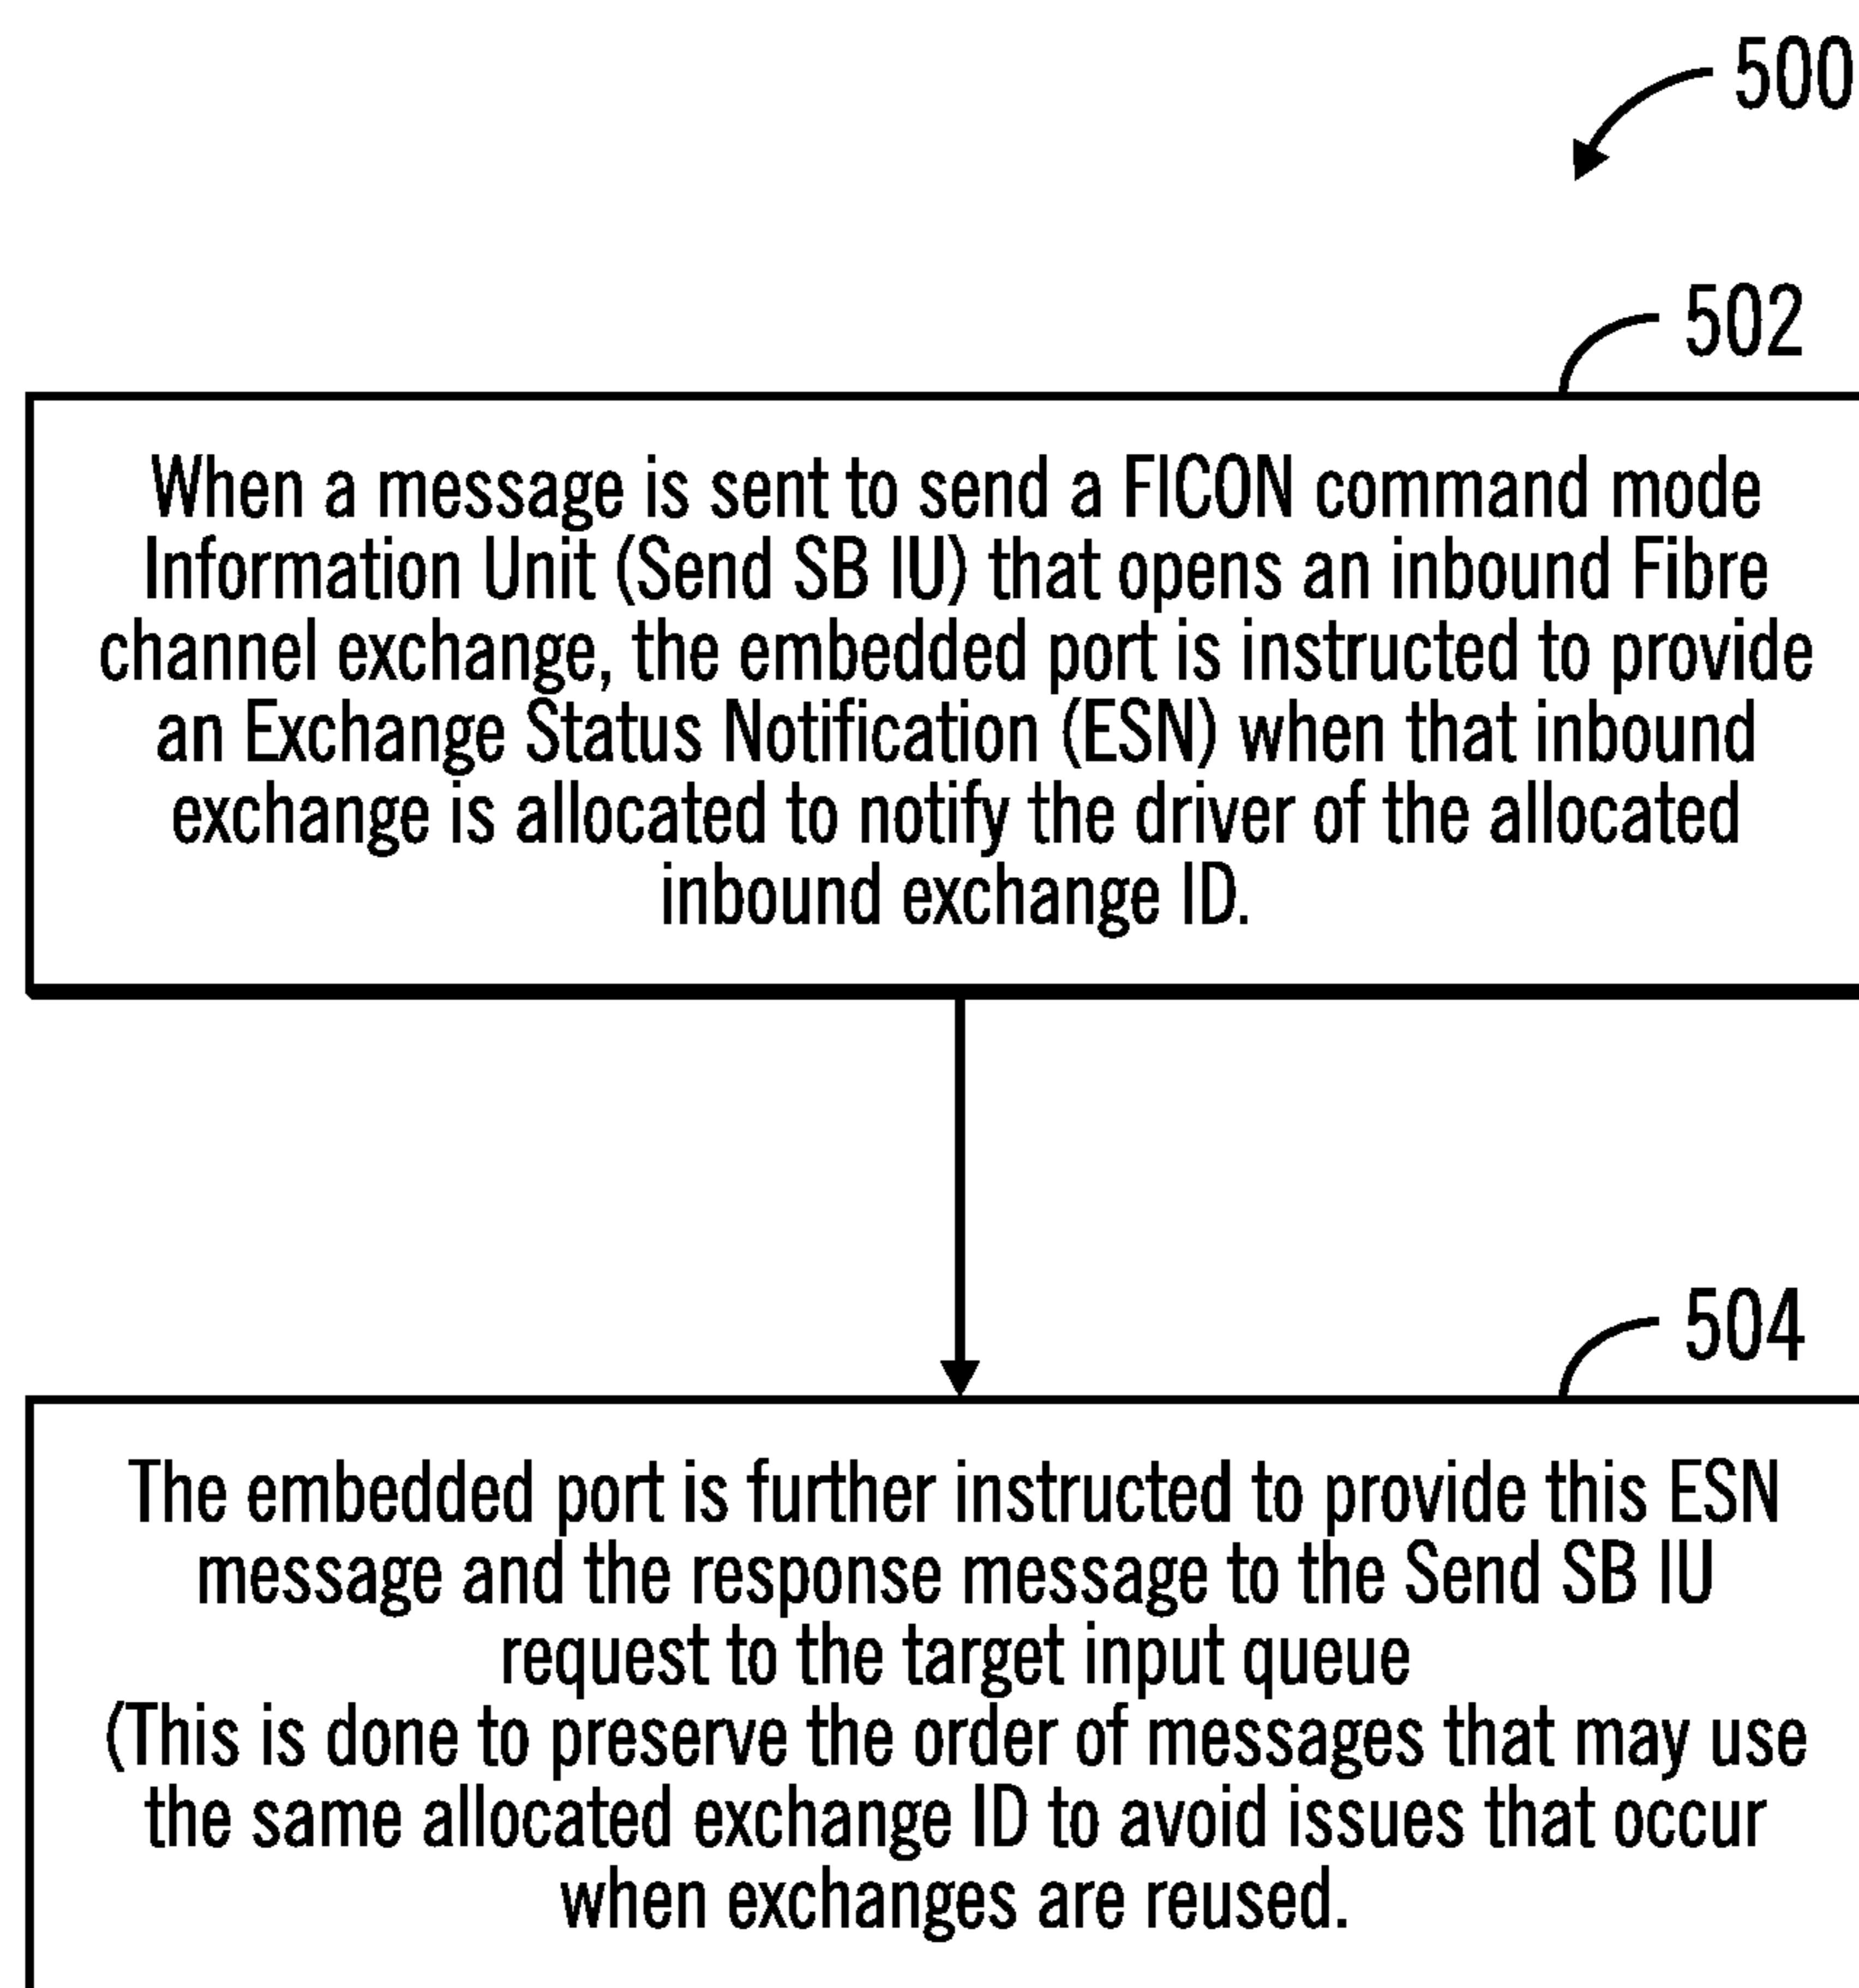 500
502
When a message is sent to send a FICON command mode
Information Unit (Send SB IU) that opens an inbound Fibre
channel exchange, the embedded port is instructed to provide
an Exchange Status Notification (ESN) when that inbound
exchange is allocated to notify the driver of the allocated
inbound exchange ID.
504
The embedded port is further instructed to provide this ESN
message and the response message to the Send SB IU
request to the target input queue
(This is done to preserve the order of messages that may use
the same allocated exchange ID to avoid issues that occur
when exchanges are reused.